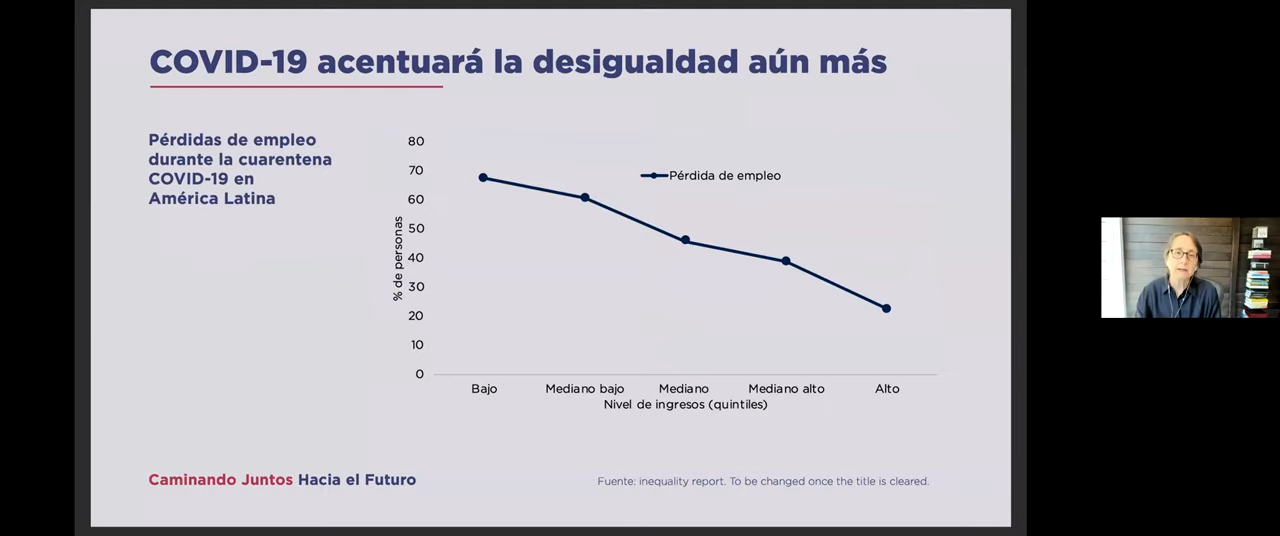 COVID-19 acentuará la desigualdad aún más
Pérdidas de empleo
durante la cuarentena
COVID-19 en
América Latina
80
70
60
50
40
30
20
10
0
% de personas
Pérdida de empleo
Bajo
Mediano bajo
Mediano
Mediano alto
Alto
Nivel de ingresos (quintiles)
Caminando Juntos Hacia el Futuro
Fuente: inequality report. To be changed once the title is cleared.